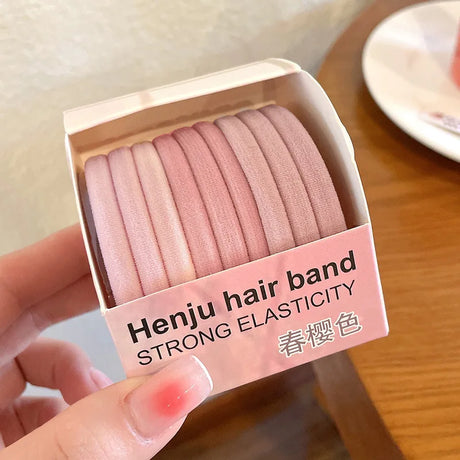 Henju hair band
STRONG ELASTICITY
春樱色